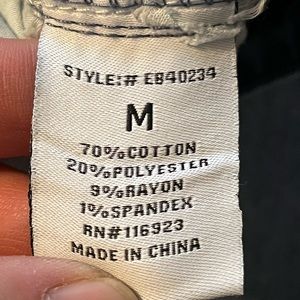 STYLE:# EB40234
M
70%COTTON
20%POLYESTER
9%RAYON
1%SPANDEX
RN#116923
MADE IN CHINA